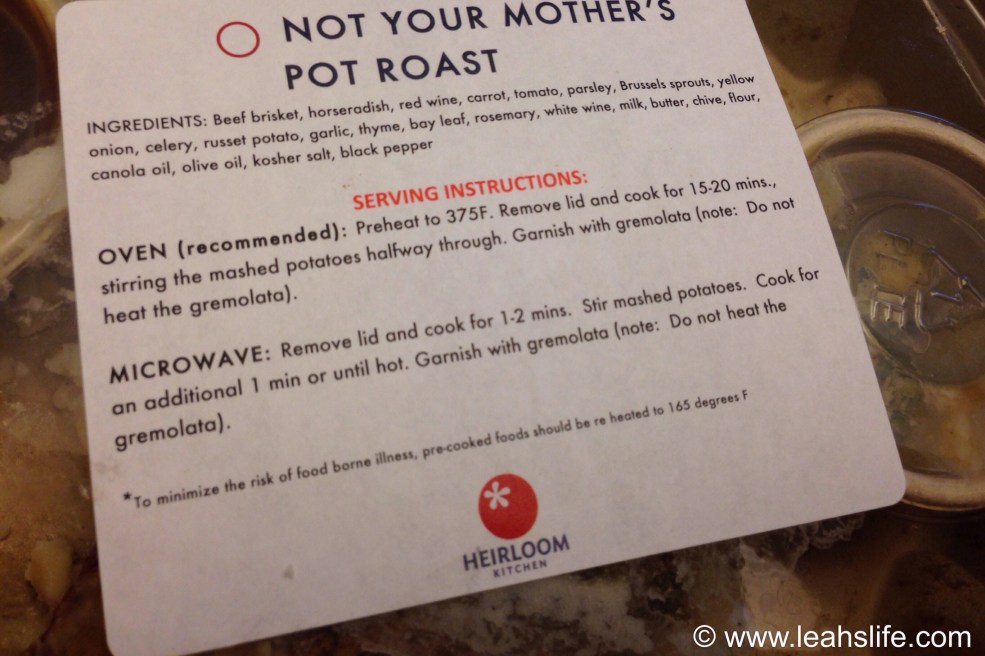 NOT YOUR MOTHER'S
POT ROAST
INGREDIENTS: Beef brisket, horseradish, red wine, carrot, tomato, parsley, Brussels sprouts, yellow
onion, celery, russet potato, garlic, thyme, bay leaf, rosemary, white wine, milk, butter, chive, flour,
canola oil, olive oil, kosher salt, black pepper
SERVING INSTRUCTIONS:
OVEN (recommended): Preheat to 375F. Remove lid and cook for 15-20 mins.,
stirring the mashed potatoes halfway through. Garnish with gremolata (note: Do not
heat the gremolata).
MICROWAVE: Remove lid and cook for 1-2 mins. Stir mashed potatoes. Cook for
an additional 1 min or until hot. Garnish with gremolata (note: Do not heat the
gremolata).
*To minimize the risk of food borne illness, pre-cooked foods should be re heated to 165 degrees F
HEIRLOOM
KITCHEN
© www.leahslife.com